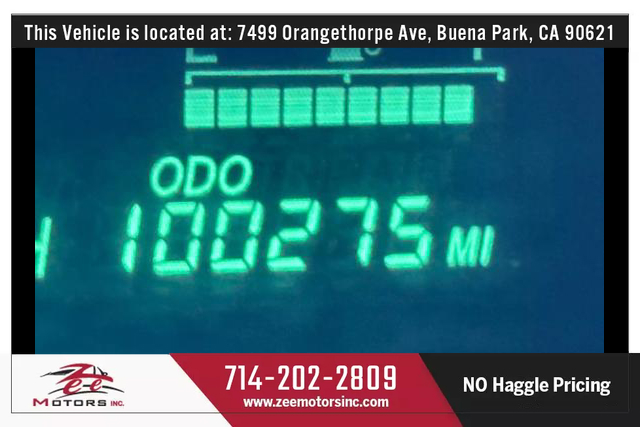 This Vehicle is located at: 7499 Orangethorpe Ave, Buena Park, CA 90621
ODO
100275 MI
Zee
MOTORS INC.
714-202-2809
www.zeemotorsinc.com
NO Haggle Pricing